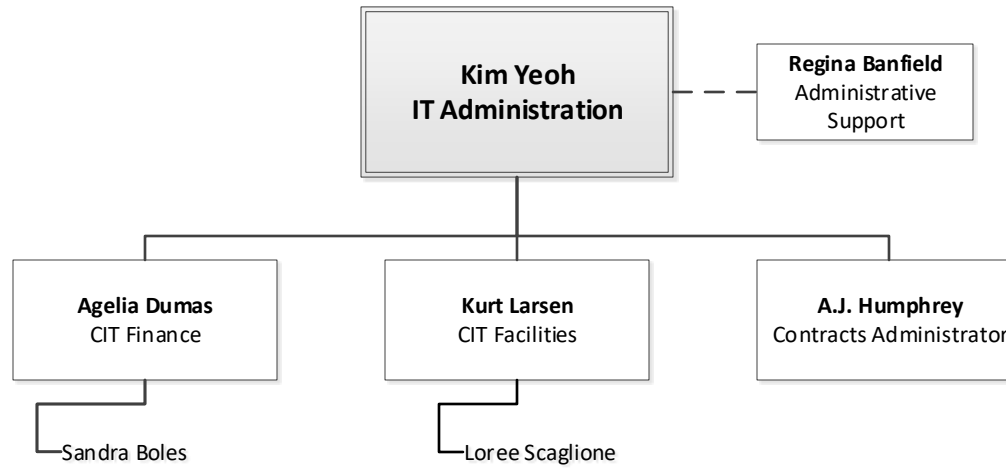 Kim Yeoh
IT Administration
Regina Banfield
Administrative
Support
Agelia Dumas
CIT Finance
Kurt Larsen
CIT Facilities
A.J. Humphrey
Contracts Administrator
Sandra Boles
Loree Scaglione